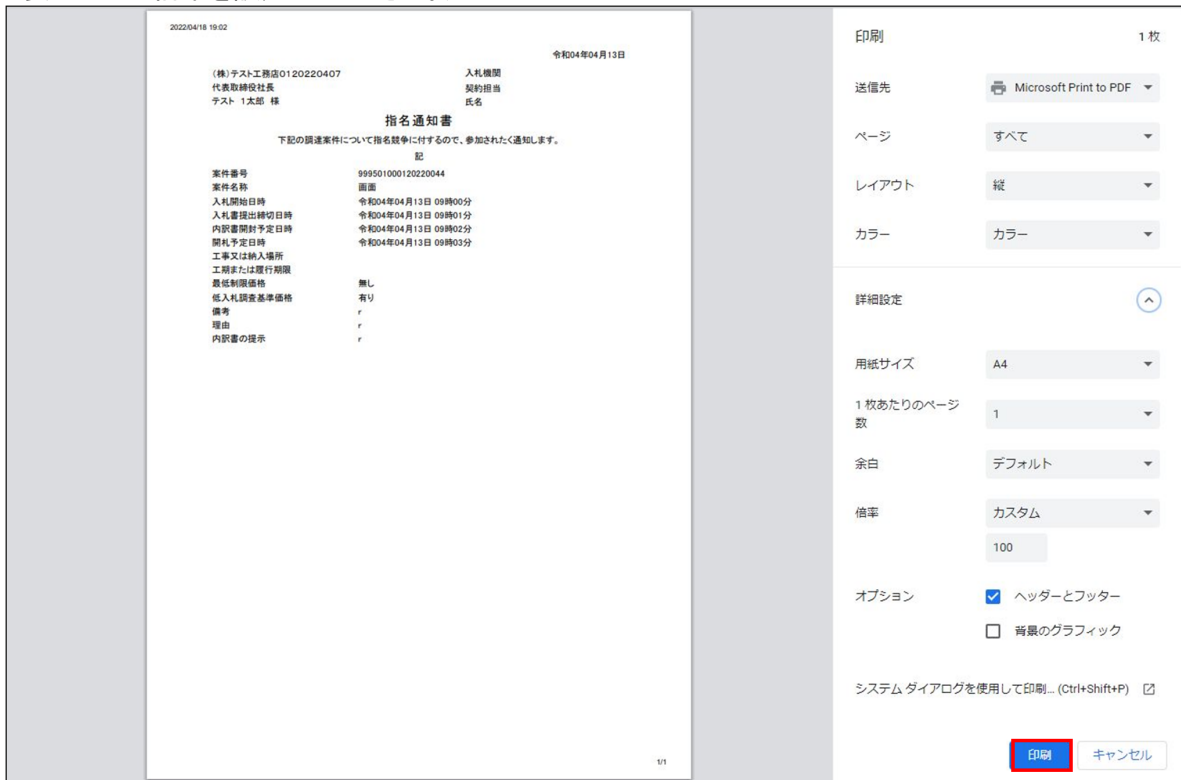 2022/04/18 19:02
令和04年04月13日
(株)テスト工務店0120220407 入札機関
代表取締役社長 契約担当
テスト 1太郎 様 氏名
指名通知書
下記の調達案件について指名競争に付するので、参加されたく通知します。
記
案件番号 999501000120220044
案件名称 画面
入札開始日時 令和04年04月13日 09時00分
入札書提出締切日時 令和04年04月13日 09時01分
内訳書開封予定日時 令和04年04月13日 09時02分
開札予定日時 令和04年04月13日 09時03分
工事又は納入場所
工期または履行期限
最低制限価格 無し
低入札調査基準価格 有り
備考 r
理由 r
内訳書の提示 r
1/1
印刷 1 枚
送信先 Microsoft Print to PDF
ページ すべて
レイアウト 縦
カラー カラー
詳細設定
用紙サイズ A4
1 枚あたりのページ
数 1
余白 デフォルト
倍率 カスタム
100
オプション ヘッダーとフッター
背景のグラフィック
システム ダイアログを使用して印刷... (Ctrl+Shift+P)
印刷 キャンセル